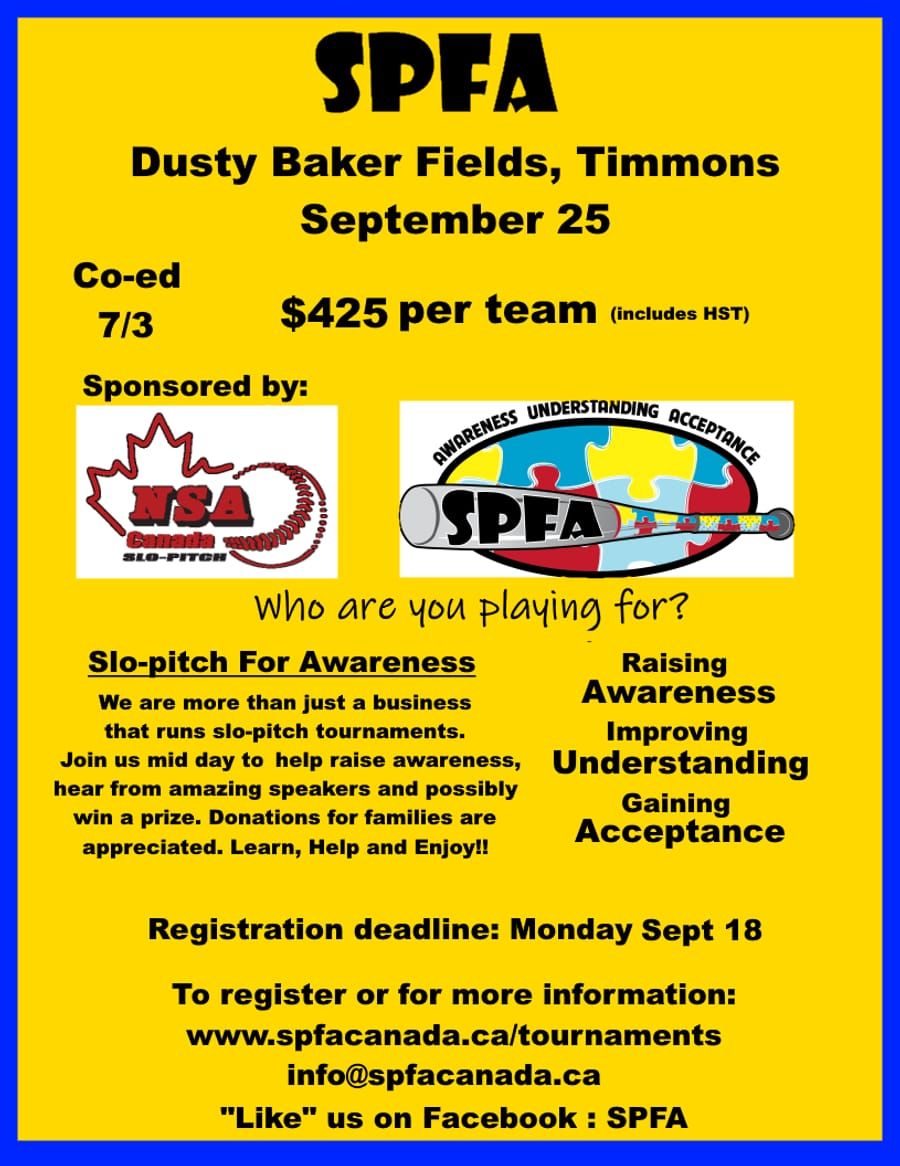 SPFA
Dusty Baker Fields, Timmons
September 25
Co-ed
7/3
$425 per team (includes HST)
Sponsored by:
NSA
Canada
SLO-PITCH
AWARENESS UNDERSTANDING ACCEPTANCE
SPFA
Who are you playing for?
Slo-pitch For Awareness
We are more than just a business
that runs slo-pitch tournaments.
Join us mid day to help raise awareness,
hear from amazing speakers and possibly
win a prize. Donations for families are
appreciated. Learn, Help and Enjoy!!
Raising
Awareness
Improving
Understanding
Gaining
Acceptance
Registration deadline: Monday Sept 18
To register or for more information:
www.spfacanada.ca/tournaments
info@spfacanada.ca
"Like" us on Facebook : SPFA